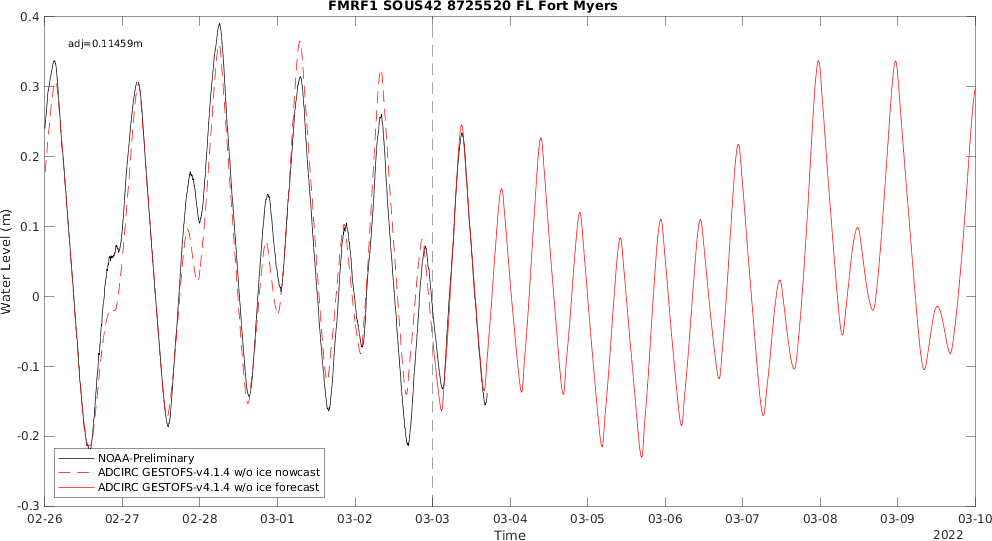 FMRF1 SOUS42 8725520 FL Fort Myers
adj=0.11459m
0.4
0.3
0.2
0.1
0
-0.1
-0.2
-0.3
Water Level (m)
NOAA-Preliminary
ADCIRC GESTOFS-v4.1.4 w/o ice nowcast
ADCIRC GESTOFS-v4.1.4 w/o ice forecast
02-26 02-27 02-28 03-01 03-02 03-03 03-04 03-05 03-06 03-07 03-08 03-09 03-10
Time
2022